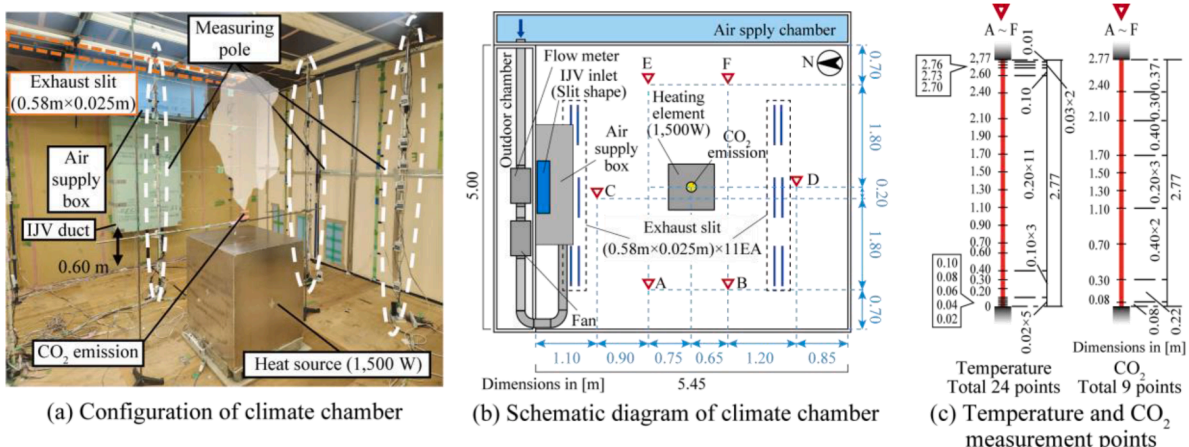 Measuring
pole
Exhaust slit
(0.58m×0.025m)
Air
supply
box
IJV duct
0.60 m
CO2 emission
Heat source (1,500 W)
(a) Configuration of climate chamber
Air spply chamber
Outdoor chamber
Flow meter
IJV inlet
(Slit shape)
E
F
N
Heating
element
(1,500W)
CO2
emission
Air
supply
box
C
D
Exhaust slit
(0.58m×0.025m)×11EA
A
B
Fan
5.00
0.70
1.80
0.20
1.80
0.70
1.10 0.90 0.75 0.65 1.20 0.85
Dimensions in [m]
5.45
(b) Schematic diagram of climate chamber
A ~ F
2.77
2.76
2.73
2.70
2.60
2.40
2.10
1.90
1.70
1.50
1.30
1.10
0.90
0.70
0.60
0.40
0.30
0.20
0.10
0.08
0.06
0.04
0.02
0
0.01
0.03×2
0.10
0.20×11
0.10×3
0.02×5
2.77
Temperature
Total 24 points
A ~ F
2.77
2.40
2.10
1.70
1.50
1.30
1.10
0.70
0.30
0.08
0
0.37
0.30
0.40
0.20×3
0.40×2
0.22
0.08
2.77
Dimensions in [m]
CO2
Total 9 points
(c) Temperature and CO2
measurement points